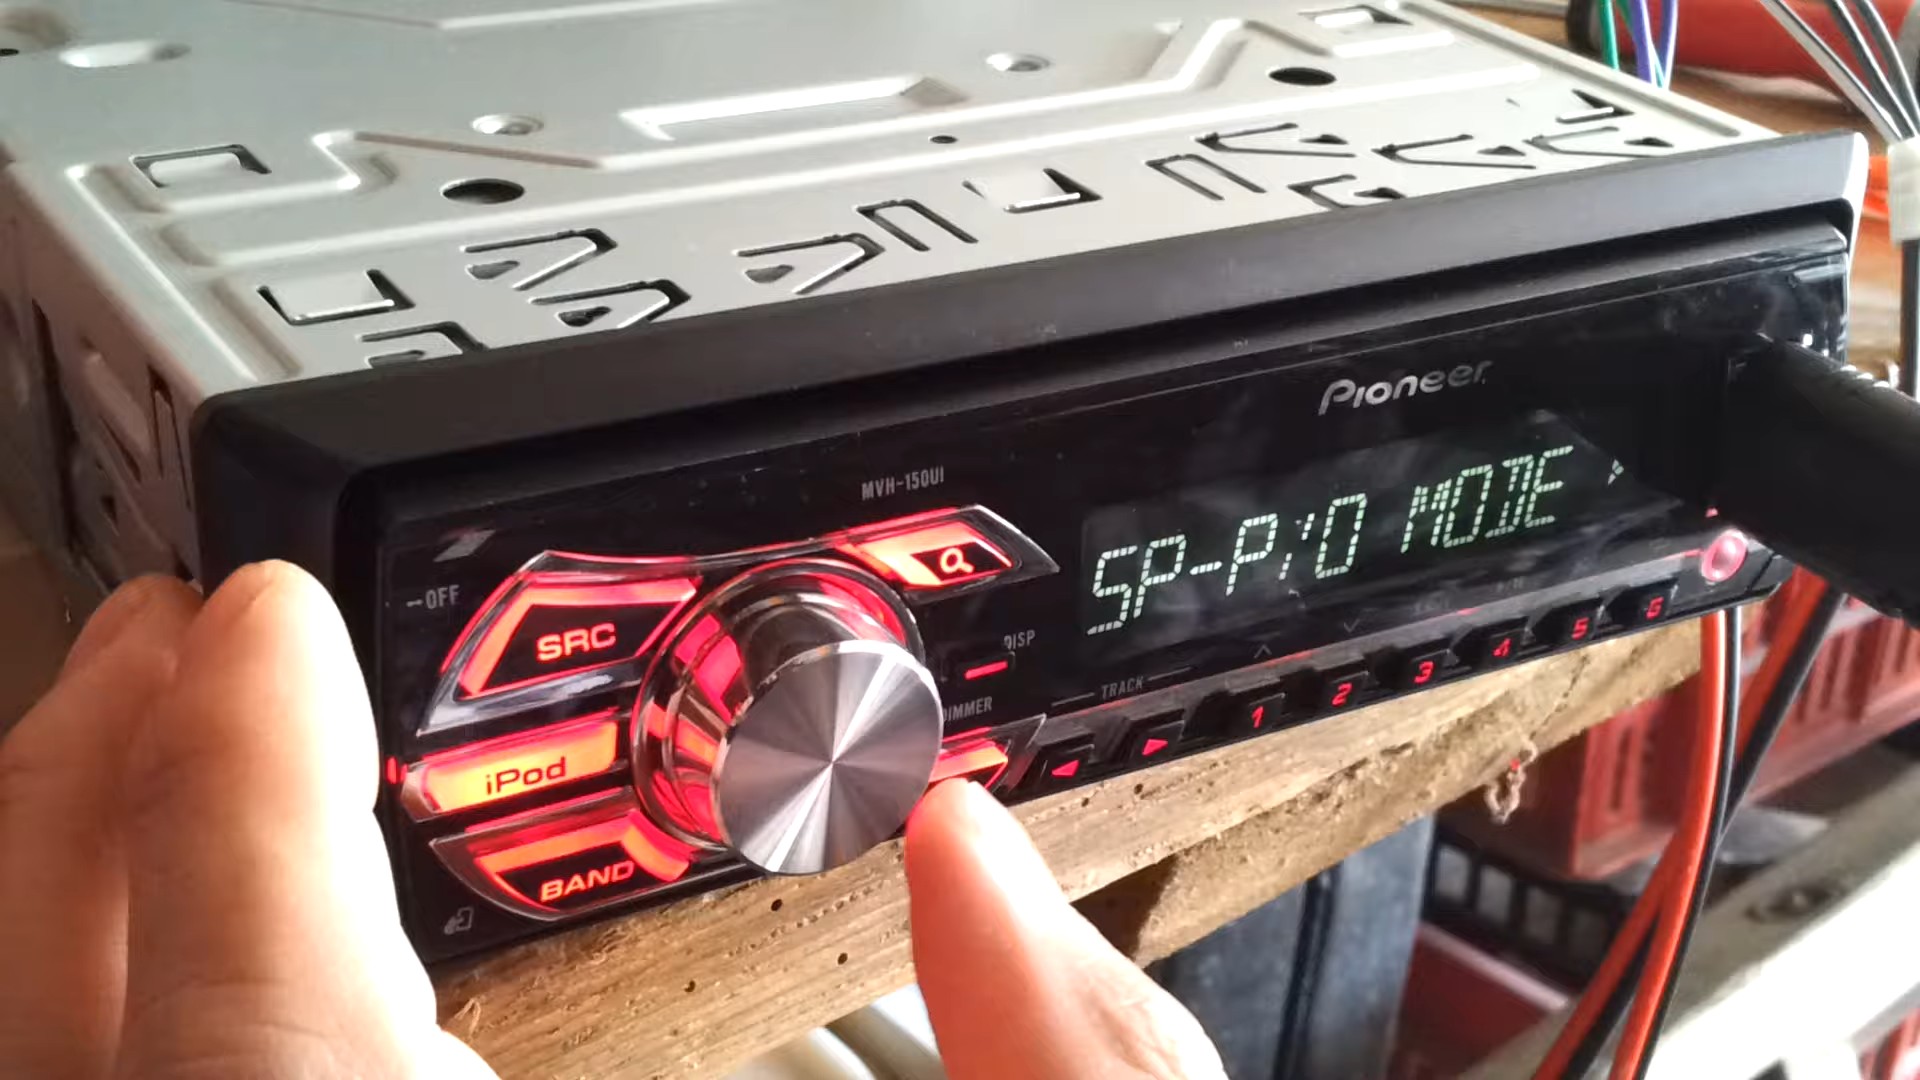 Pioneer
MVH-150UI
SP-P/O MODE
OFF
SRC
DISP
iPod
DIMMER
TRACK
1 2 3 4 5 6
BAND